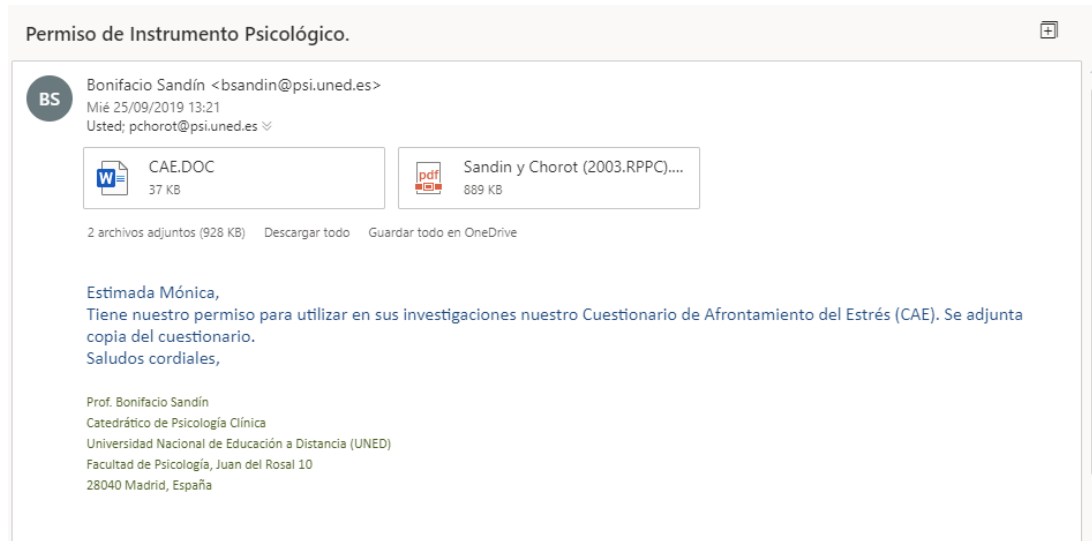 Permiso de Instrumento Psicológico.
BS
Bonifacio Sandín <bsandin@psi.uned.es>
Mié 25/09/2019 13:21
Usted; pchorot@psi.uned.es
CAE.DOC
37 KB
pdf
Sandin y Chorot (2003.RPPC)....
889 KB
2 archivos adjuntos (928 KB) Descargar todo Guardar todo en OneDrive
Estimada Mónica,
Tiene nuestro permiso para utilizar en sus investigaciones nuestro Cuestionario de Afrontamiento del Estrés (CAE). Se adjunta
copia del cuestionario.
Saludos cordiales,
Prof. Bonifacio Sandín
Catedrático de Psicología Clínica
Universidad Nacional de Educación a Distancia (UNED)
Facultad de Psicología, Juan del Rosal 10
28040 Madrid, España